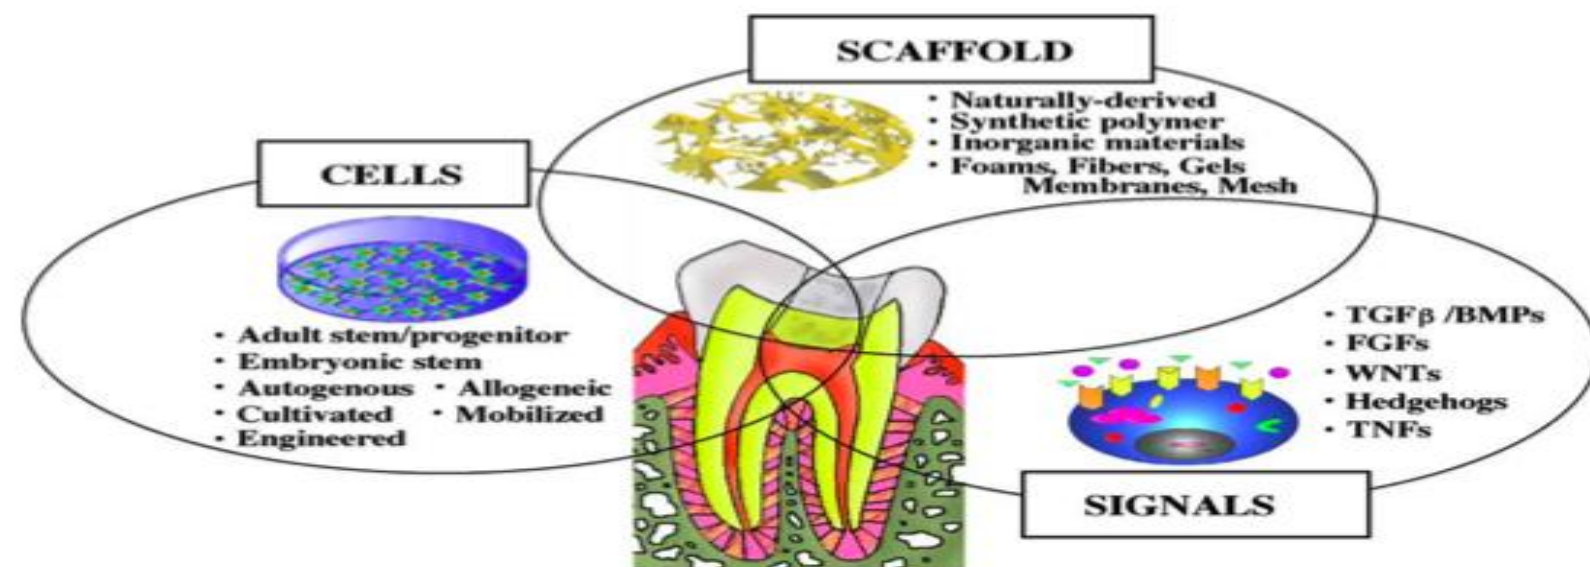 SCAFFOLD
• Naturally-derived
• Synthetic polymer
• Inorganic materials
• Foams, Fibers, Gels
Membranes, Mesh
CELLS
• Adult stem/progenitor
• Embryonic stem
• Autogenous • Allogeneic
• Cultivated • Mobilized
• Engineered
• TGFβ /BMPs
• FGFs
• WNTs
• Hedgehogs
• TNFs
SIGNALS